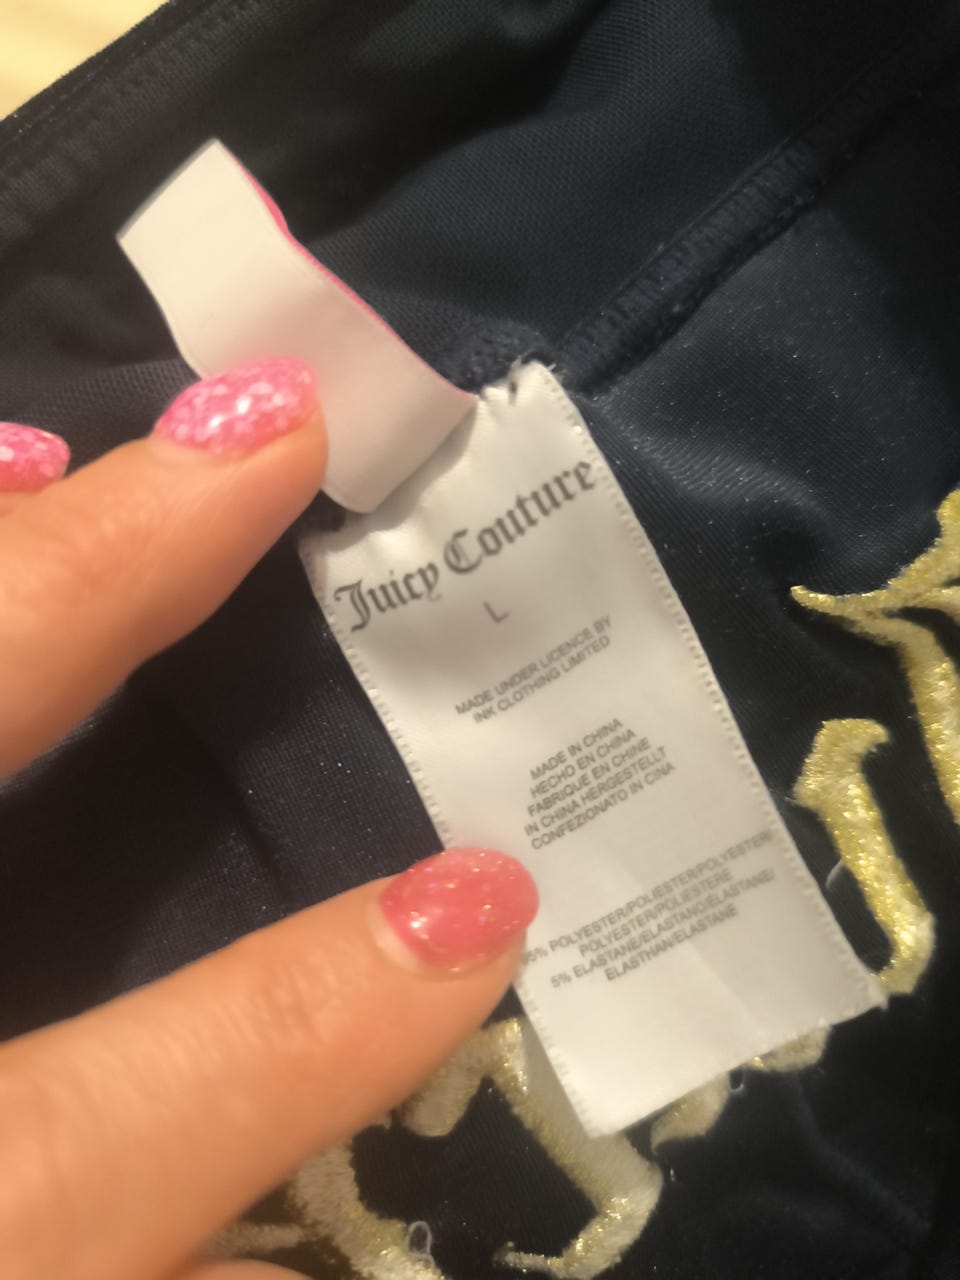 Juicy Couture
L
MADE UNDER LICENCE BY
INK CLOTHING LIMITED
MADE IN CHINA
HECHO EN CHINA
FABRIQUE EN CHINE
IN CHINA HERGESTELLT
CONFEZIONATO IN CINA
5% POLYESTER/POLIESTER/POLYESTER/
POLYESTER/POLIESTERE
5% ELASTANE/ELASTANO/ELASTANE/
ELASTHAN/ELASTANE